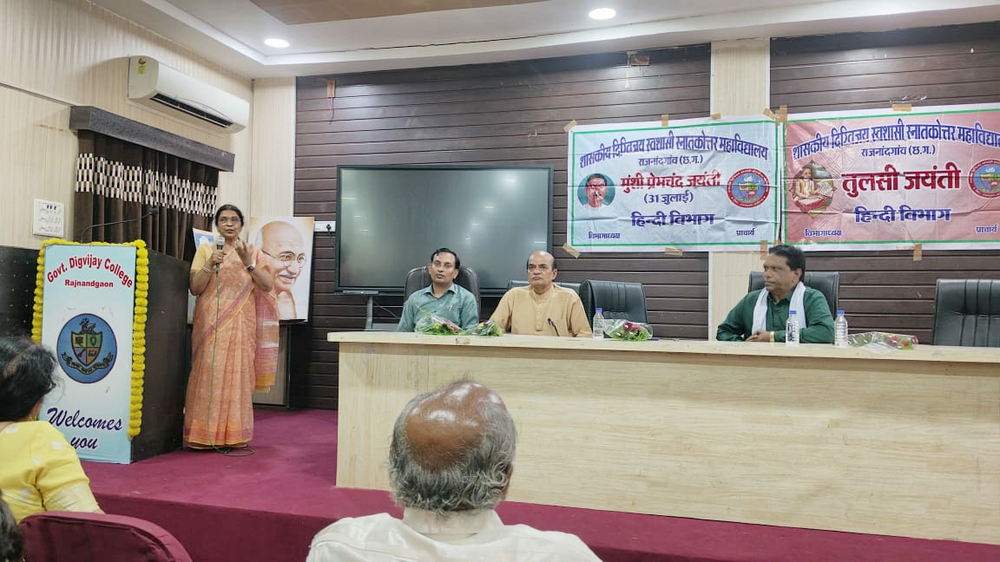 Govt. Digvijay College
Rajnandgaon
Welcomes
you
शासकीय दिग्विजय स्वशासी स्नातकोत्तर महाविद्यालय
राजनांदगांव (छ.ग.)
मुंशी प्रेमचंद जयंती
(31 जुलाई)
हिन्दी विभाग
विभागाध्यक्ष
प्राचार्य
शासकीय दिग्विजय स्वशासी स्नातकोत्तर महाविद्यालय
राजनांदगांव (छ.ग.)
तुलसी जयंती
हिन्दी विभाग
विभागाध्यक्ष
प्राचार्य